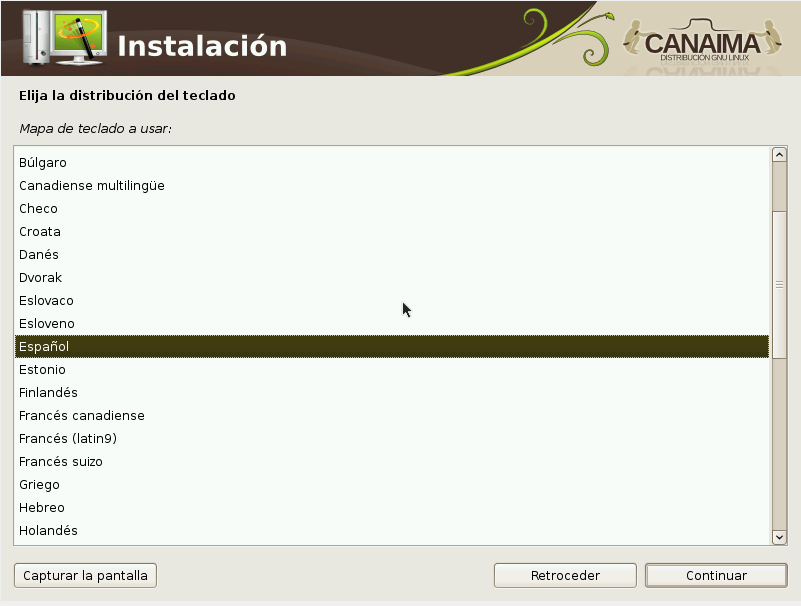 Instalación
CANAIMA
DISTRIBUCIÓN GNU LINUX
Elija la distribución del teclado
Mapa de teclado a usar:
Búlgaro
Canadiense multilingüe
Checo
Croata
Danés
Dvorak
Eslovaco
Esloveno
Español
Estonio
Finlandés
Francés canadiense
Francés (latin9)
Francés suizo
Griego
Hebreo
Holandés
Capturar la pantalla
Retroceder
Continuar